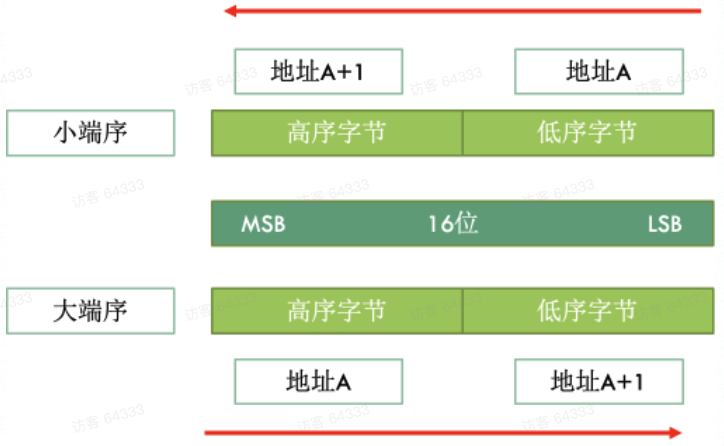 地址A+1 地址A
小端序 高序字节 低序字节
MSB 16位 LSB
大端序 高序字节 低序字节
地址A 地址A+1
访客 64333